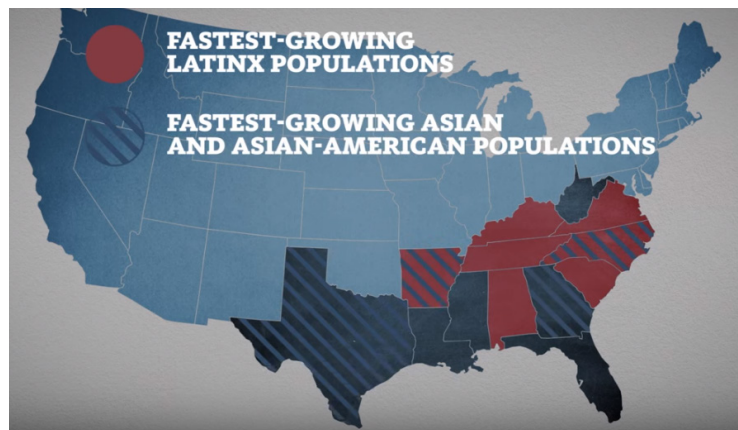 FASTEST-GROWING
LATINX POPULATIONS
FASTEST-GROWING ASIAN
AND ASIAN-AMERICAN POPULATIONS